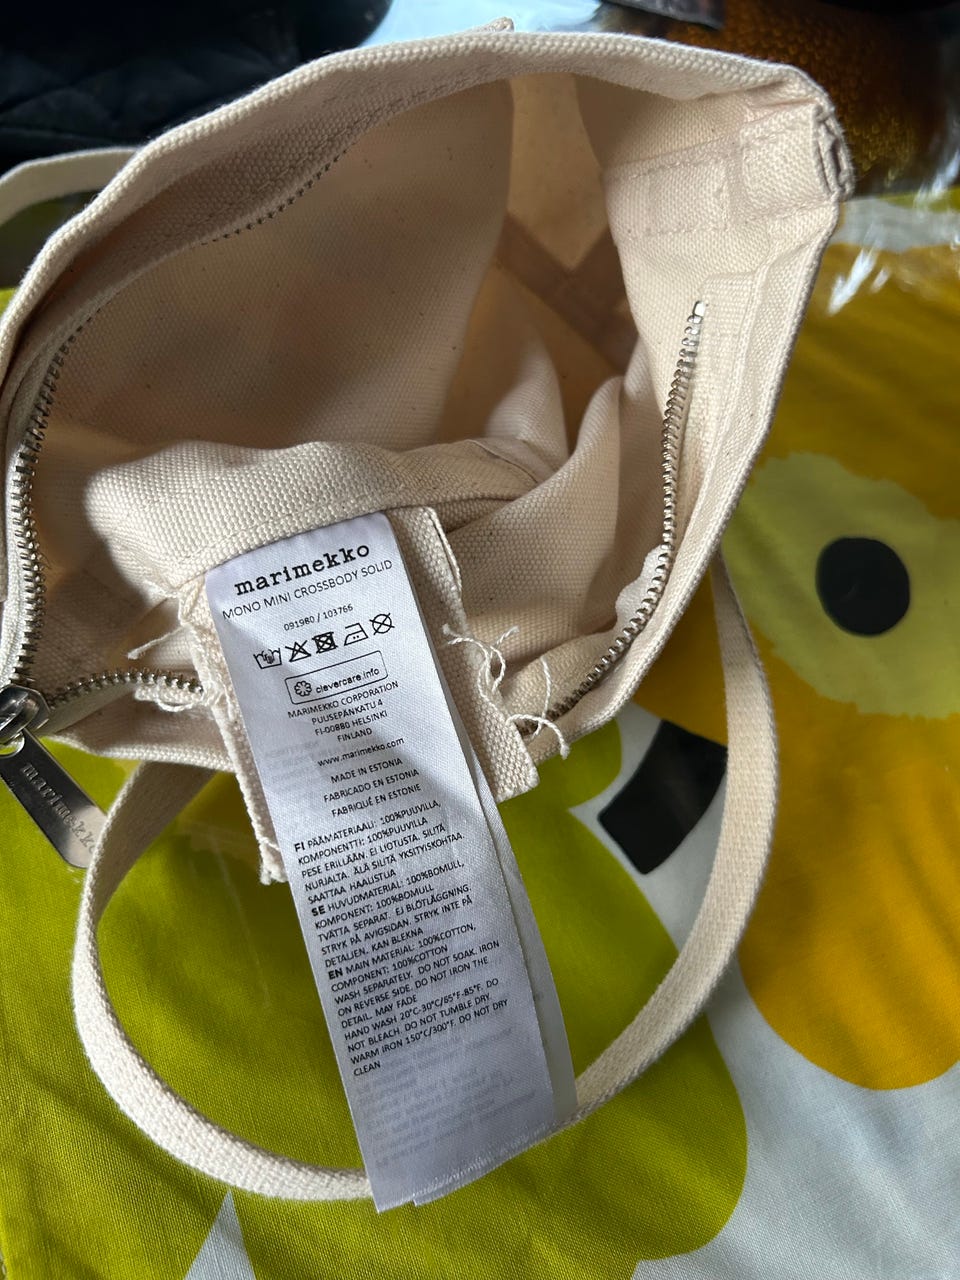 marimekko
MONO MINI CROSSBODY SOLID
091980 / 103766
clevercare.info
MARIMEKKO CORPORATION
PUUSEPÄNKATU 4
FI-00880 HELSINKI
FINLAND
www.marimekko.com
MADE IN ESTONIA
FABRICADO EN ESTONIA
FABRIQUÉ EN ESTONIE
FI PÄÄMATERIAALI: 100%PUUVILLA,
KOMPONENTTI: 100%PUUVILLA
PESE ERILLÄÄN. EI LIOTUSTA. SILITÄ
NURJALTA. ÄLÄ SILITÄ YKSITYISKOHTAA.
SAATTAA HAALISTUA
SE HUVUDMATERIAL: 100%BOMULL,
KOMPONENT: 100%BOMULL
TVÄTTA SEPARAT. EJ BLÖTLÄGGNING.
STRYK PÅ AVIGSIDAN. STRYK INTE PÅ
DETALJEN. KAN BLEKNA
EN MAIN MATERIAL: 100%COTTON,
COMPONENT: 100%COTTON
WASH SEPARATELY. DO NOT SOAK. IRON
ON REVERSE SIDE. DO NOT IRON THE
DETAIL. MAY FADE
HAND WASH 20°C-30°C/65°F-85°F. DO
NOT BLEACH. DO NOT TUMBLE DRY.
WARM IRON 150°C/300°F. DO NOT DRY
CLEAN
marimekko